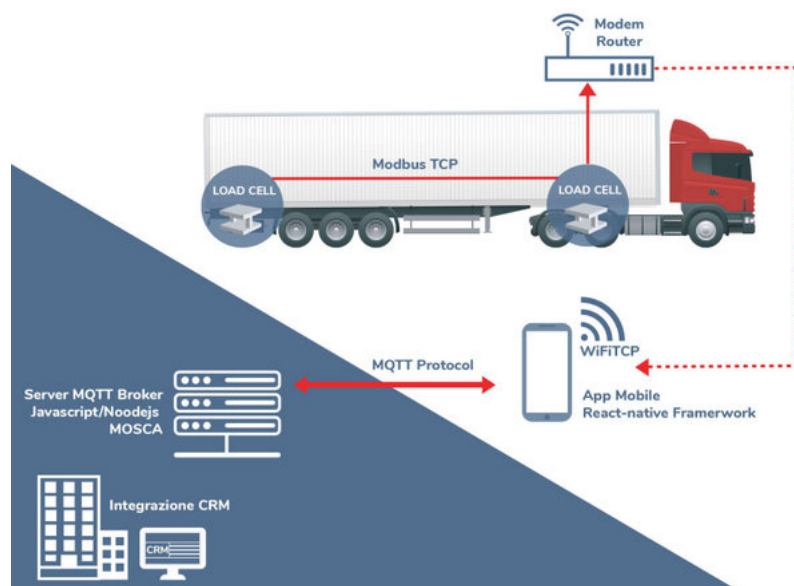 Modem
Router
Modbus TCP
LOAD CELL
LOAD CELL
WiFiTCP
MQTT Protocol
App Mobile
React-native Framerwork
Server MQTT Broker
Javascript/Noodejs
MOSCA
Integrazione CRM
CRM